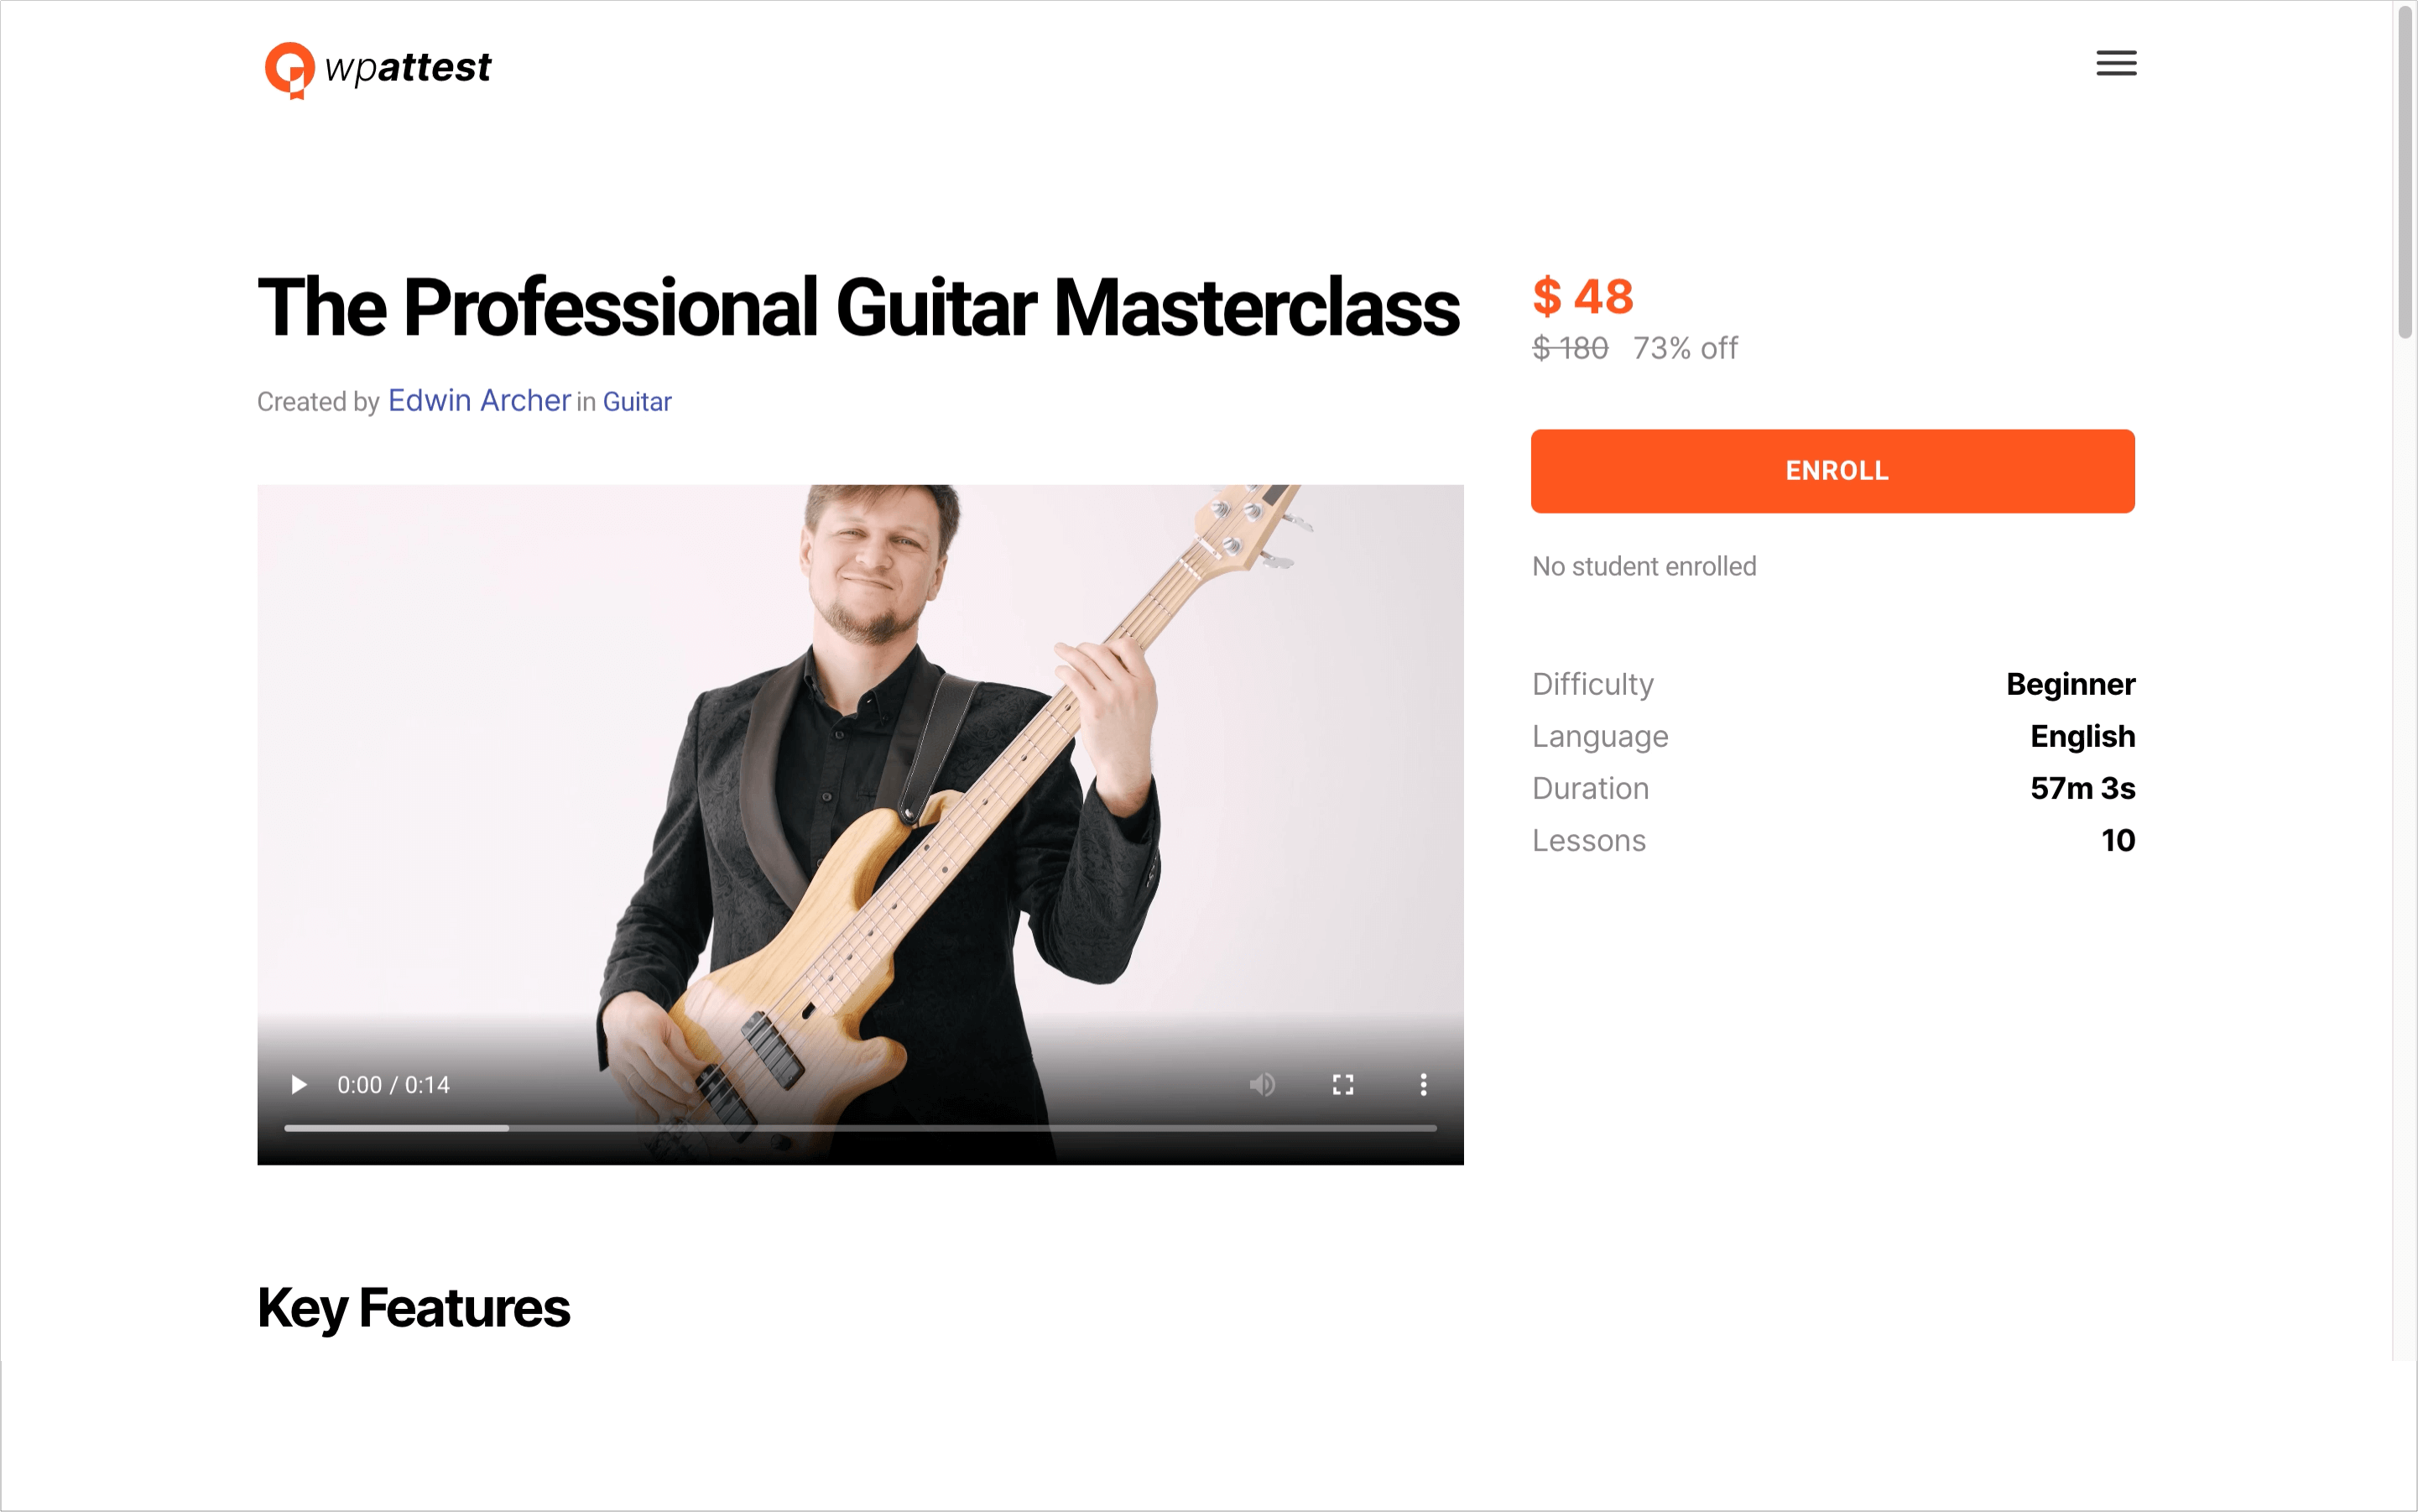 wpattest
The Professional Guitar Masterclass
Created by Edwin Archer in Guitar
0:00 / 0:14
Key Features
$ 48
$ 180 73% off
ENROLL
No student enrolled
Difficulty Beginner
Language English
Duration 57m 3s
Lessons 10